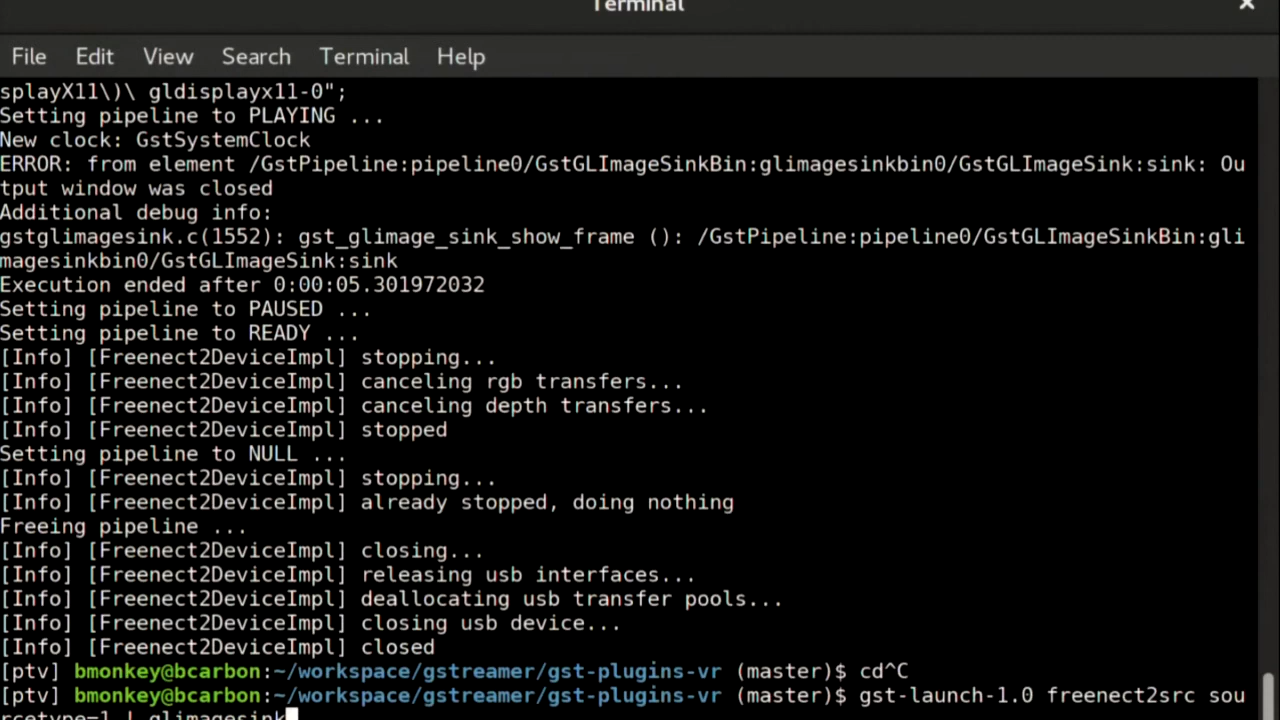 Terminal
×
File Edit View Search Terminal Help
splayX11\)\ gldisplayx11-0";
Setting pipeline to PLAYING ...
New clock: GstSystemClock
ERROR: from element /GstPipeline:pipeline0/GstGLImageSinkBin:glimagesinkbin0/GstGLImageSink:sink: Ou
tput window was closed
Additional debug info:
gstglimagesink.c(1552): gst_glimage_sink_show_frame (): /GstPipeline:pipeline0/GstGLImageSinkBin:gli
magesinkbin0/GstGLImageSink:sink
Execution ended after 0:00:05.301972032
Setting pipeline to PAUSED ...
Setting pipeline to READY ...
[Info] [Freenect2DeviceImpl] stopping...
[Info] [Freenect2DeviceImpl] canceling rgb transfers...
[Info] [Freenect2DeviceImpl] canceling depth transfers...
[Info] [Freenect2DeviceImpl] stopped
Setting pipeline to NULL ...
[Info] [Freenect2DeviceImpl] stopping...
[Info] [Freenect2DeviceImpl] already stopped, doing nothing
Freeing pipeline ...
[Info] [Freenect2DeviceImpl] closing...
[Info] [Freenect2DeviceImpl] releasing usb interfaces...
[Info] [Freenect2DeviceImpl] deallocating usb transfer pools...
[Info] [Freenect2DeviceImpl] closing usb device...
[Info] [Freenect2DeviceImpl] closed
[ptv] bmonkey@bcarbon:~/workspace/gstreamer/gst-plugins-vr (master)$ cd^C
[ptv] bmonkey@bcarbon:~/workspace/gstreamer/gst-plugins-vr (master)$ gst-launch-1.0 freenect2src sou
rcetype=1 ! glimagesink